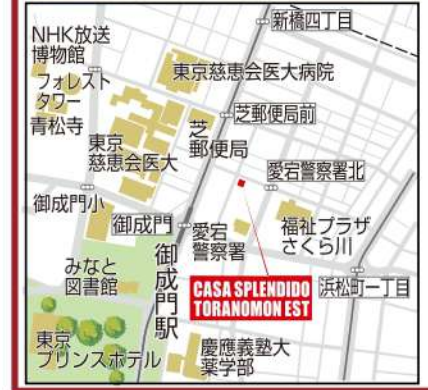 新橋四丁目
NHK放送
博物館
フォレスト
タワー
青松寺
東京慈恵会医大病院
芝郵便局前
東京
慈恵会医大
芝
郵便局
愛宕警察署北
御成門小
御成門
愛宕
警察署
福祉プラザ
さくら川
御成門駅
みなと
図書館
CASA SPLENDIDO
TORANOMON EST
浜松町一丁目
東京
プリンスホテル
慶應義塾大
薬学部